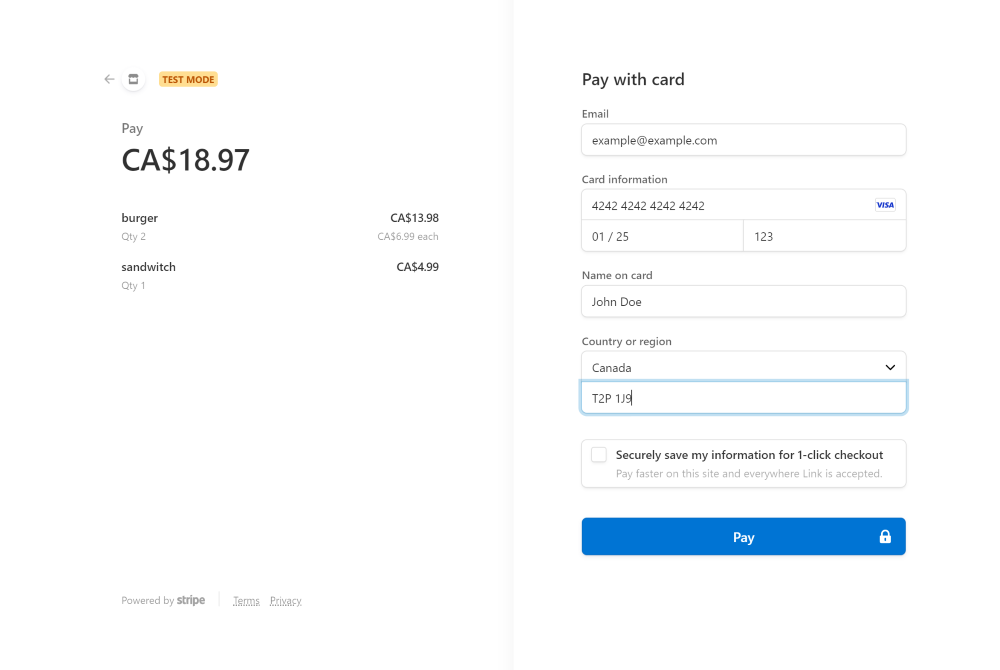 TEST MODE
Pay
CA$18.97
burger CA$13.98
Qty 2 CA$6.99 each
sandwitch CA$4.99
Qty 1
Powered by stripe Terms Privacy
Pay with card
Email
example@example.com
Card information
4242 4242 4242 4242 VISA
01 / 25 123
Name on card
John Doe
Country or region
Canada
T2P 1J9
Securely save my information for 1-click checkout
Pay faster on this site and everywhere Link is accepted.
Pay